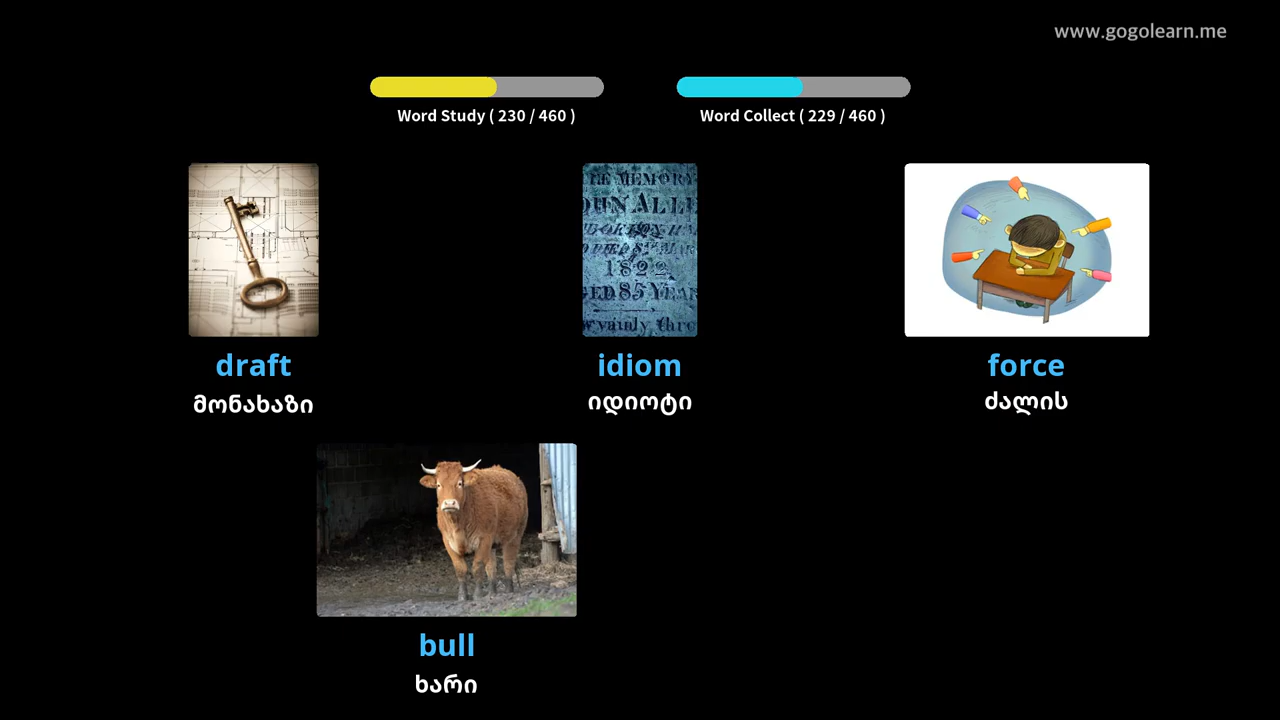 www.gogolearn.me
Word Study ( 230 / 460 )
Word Collect ( 229 / 460 )
1822
draft
idiom
force
მონახაზი
იდიოტი
ძალის
bull
ხარი